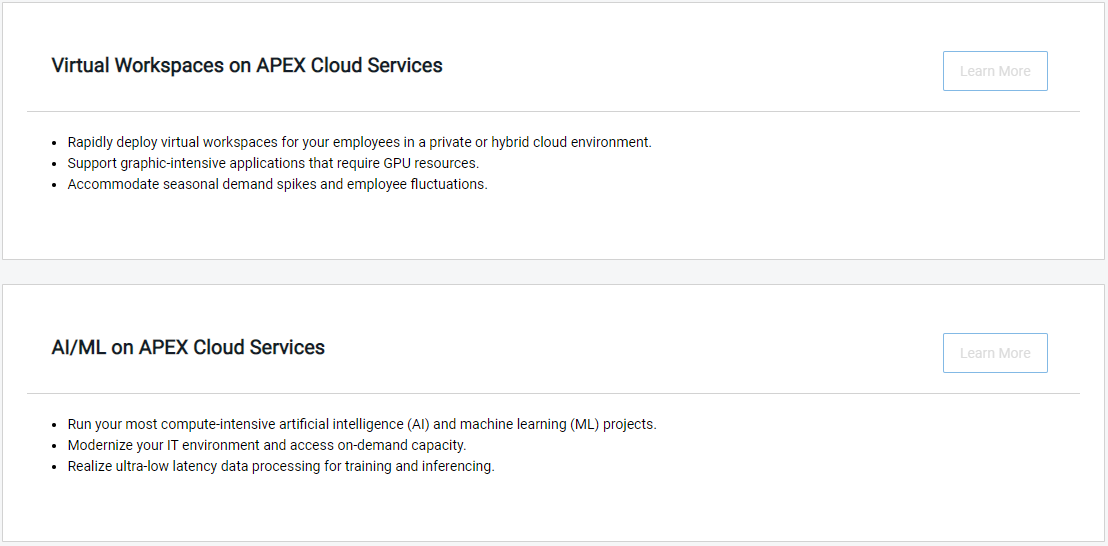 Virtual Workspaces on APEX Cloud Services
Learn More
• Rapidly deploy virtual workspaces for your employees in a private or hybrid cloud environment.
• Support graphic-intensive applications that require GPU resources.
• Accommodate seasonal demand spikes and employee fluctuations.
AI/ML on APEX Cloud Services
Learn More
• Run your most compute-intensive artificial intelligence (AI) and machine learning (ML) projects.
• Modernize your IT environment and access on-demand capacity.
• Realize ultra-low latency data processing for training and inferencing.